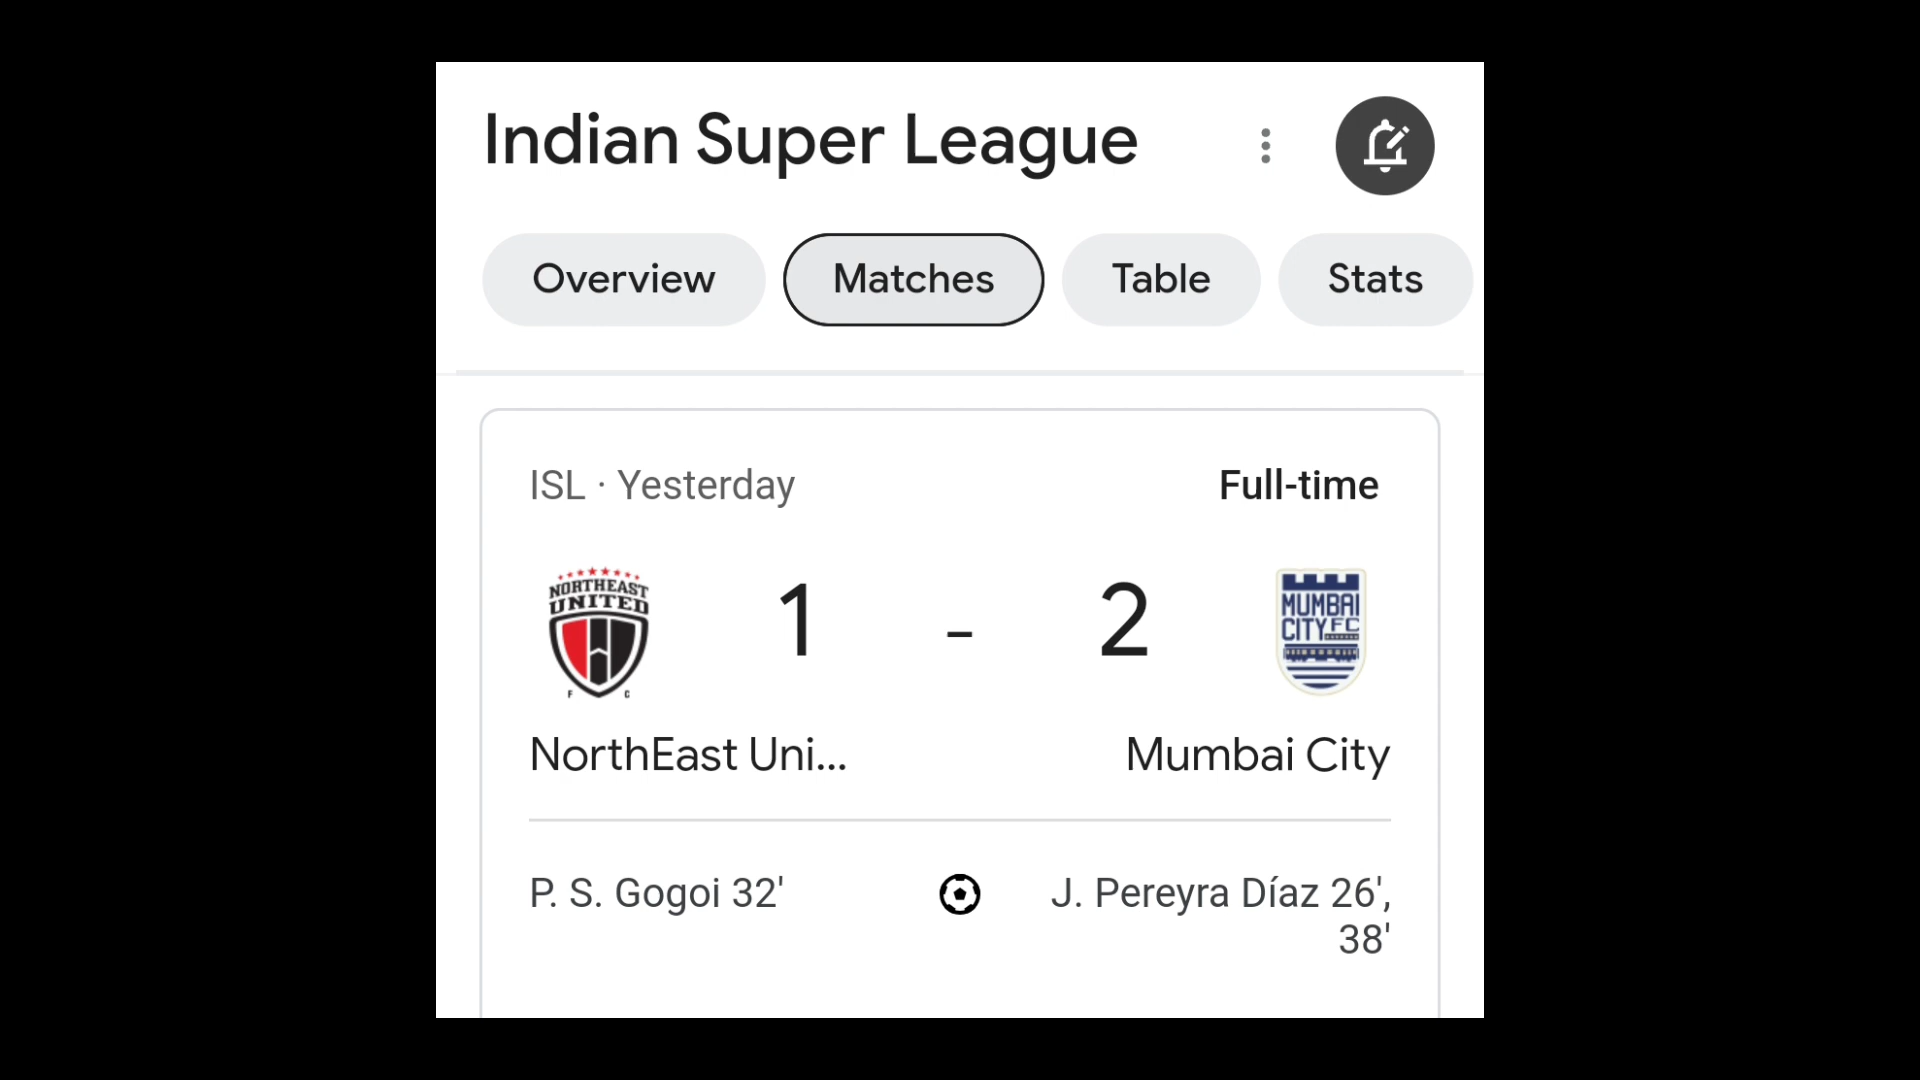 Indian Super League
Overview
Matches
Table
Stats
ISL · Yesterday
Full-time
NORTHEAST
UNITED
F C
1 - 2
MUMBAI
CITY FC
NorthEast Uni...
Mumbai City
P. S. Gogoi 32'
J. Pereyra Díaz 26',
38'